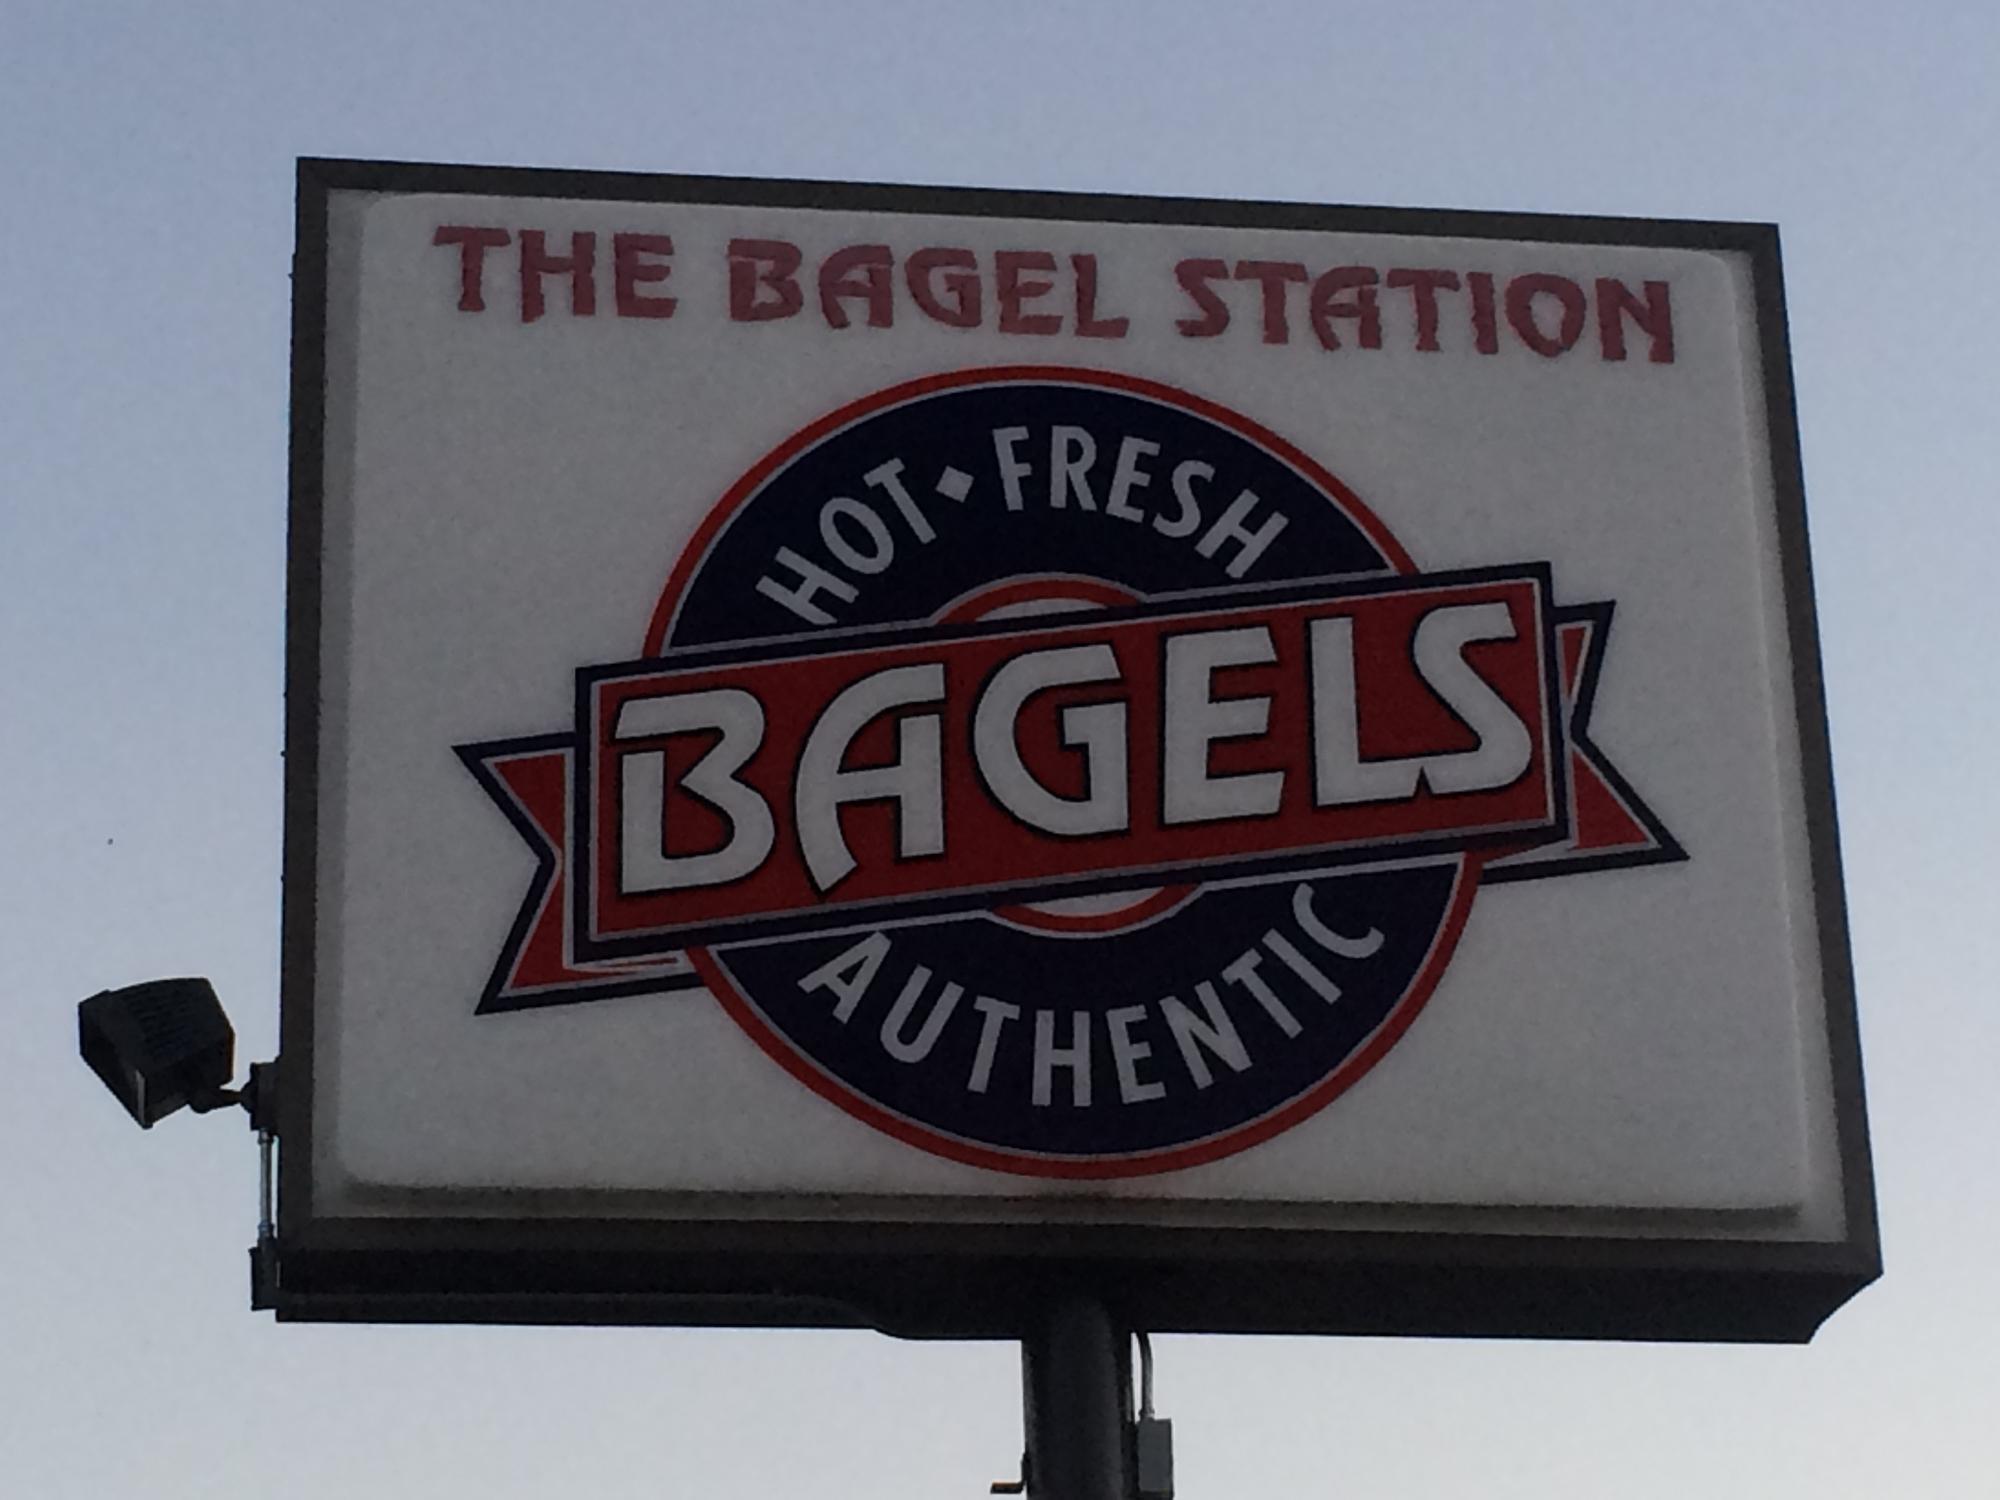 THE BAGEL STATION
HOT ◆ FRESH
BAGELS
AUTHENTIC